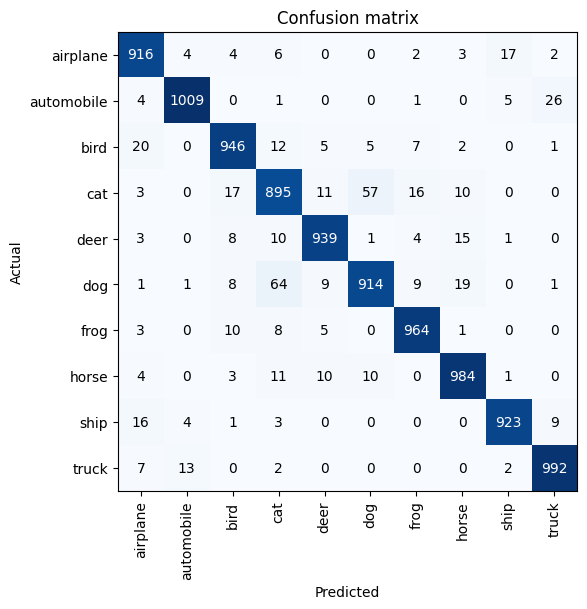 Confusion matrix
airplane 916 4 4 6 0 0 2 3 17 2
automobile 4 1009 0 1 0 0 1 0 5 26
bird 20 0 946 12 5 5 7 2 0 1
cat 3 0 17 895 11 57 16 10 0 0
deer 3 0 8 10 939 1 4 15 1 0
dog 1 1 8 64 9 914 9 19 0 1
frog 3 0 10 8 5 0 964 1 0 0
horse 4 0 3 11 10 10 0 984 1 0
ship 16 4 1 3 0 0 0 0 923 9
truck 7 13 0 2 0 0 0 0 2 992
Actual
airplane automobile bird cat deer dog frog horse ship truck
Predicted